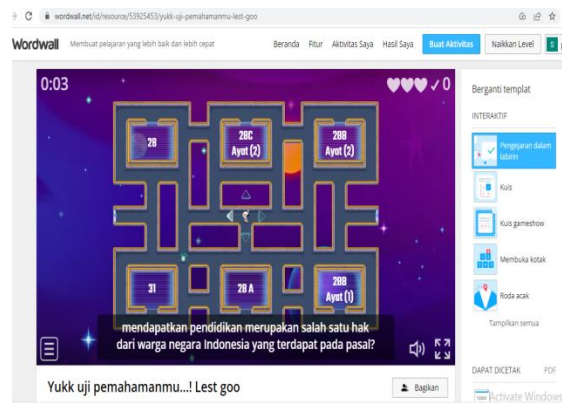 wordwall.net/id/resource/53925453/yukk-uji-pemahamanmu-lest-goo
Wordwall
Membuat pelajaran yang lebih baik dan lebih cepat
Beranda Fitur Aktivitas Saya Hasil Saya Buat Aktivitas Naikkan Level
0:03
0
28
28C
Ayat (2)
28B
Ayat (2)
31
28 A
28B
Ayat (1)
mendapatkan pendidikan merupakan salah satu hak
dari warga negara Indonesia yang terdapat pada pasal?
Yukk uji pemahamanmu...! Lest goo
Bagikan
Berganti templat
INTERAKTIF
Pengejaran dalam
labirin
Kuis
Kuis gameshow
Membuka kotak
Roda acak
Tampilkan semua
DAPAT DICETAK PDF
Activate Windows